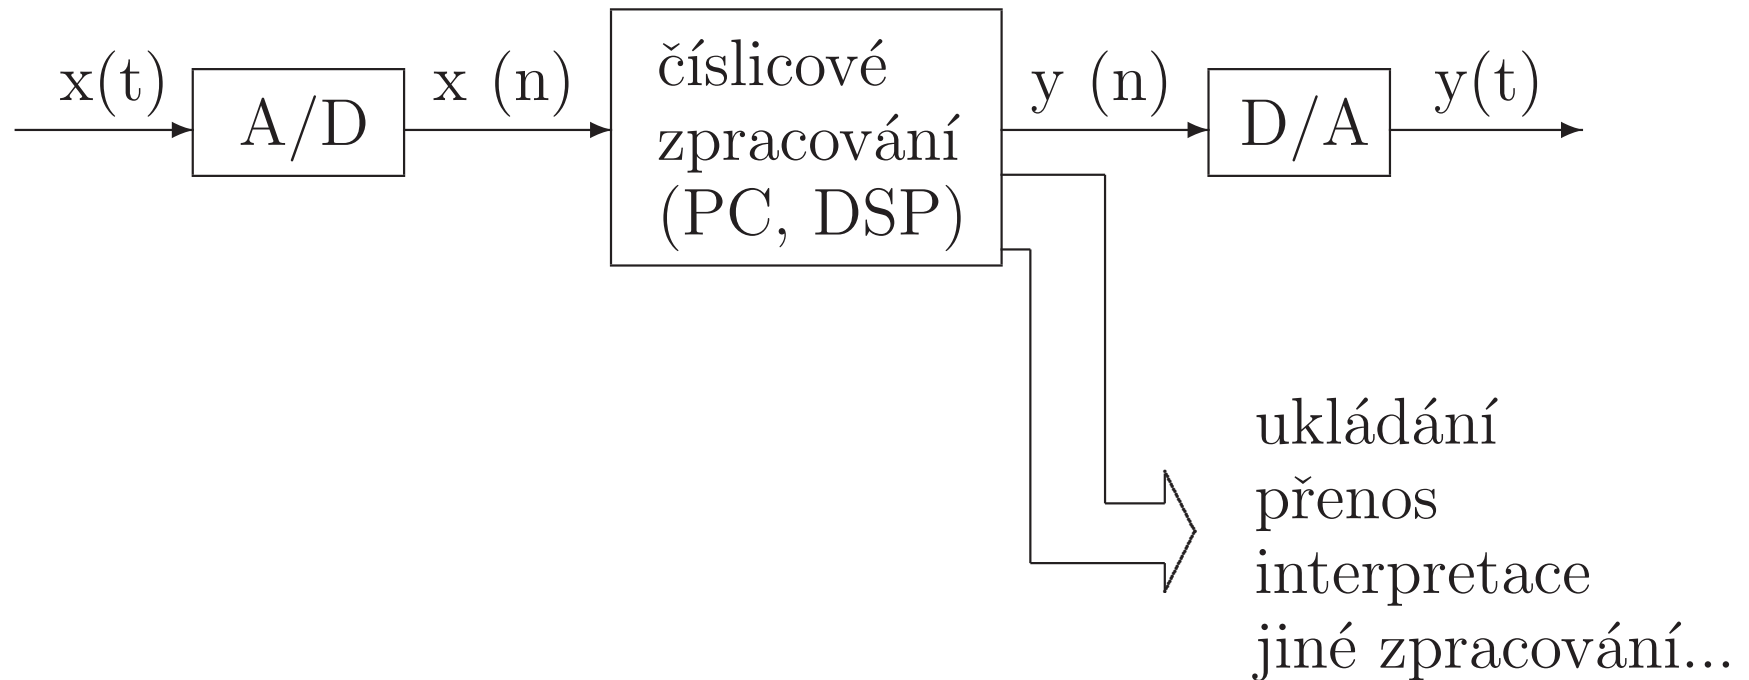 x(t)
A/D
x (n)
číslicové
zpracování
(PC, DSP)
y (n)
D/A
y(t)
ukládání
přenos
interpretace
jiné zpracování...